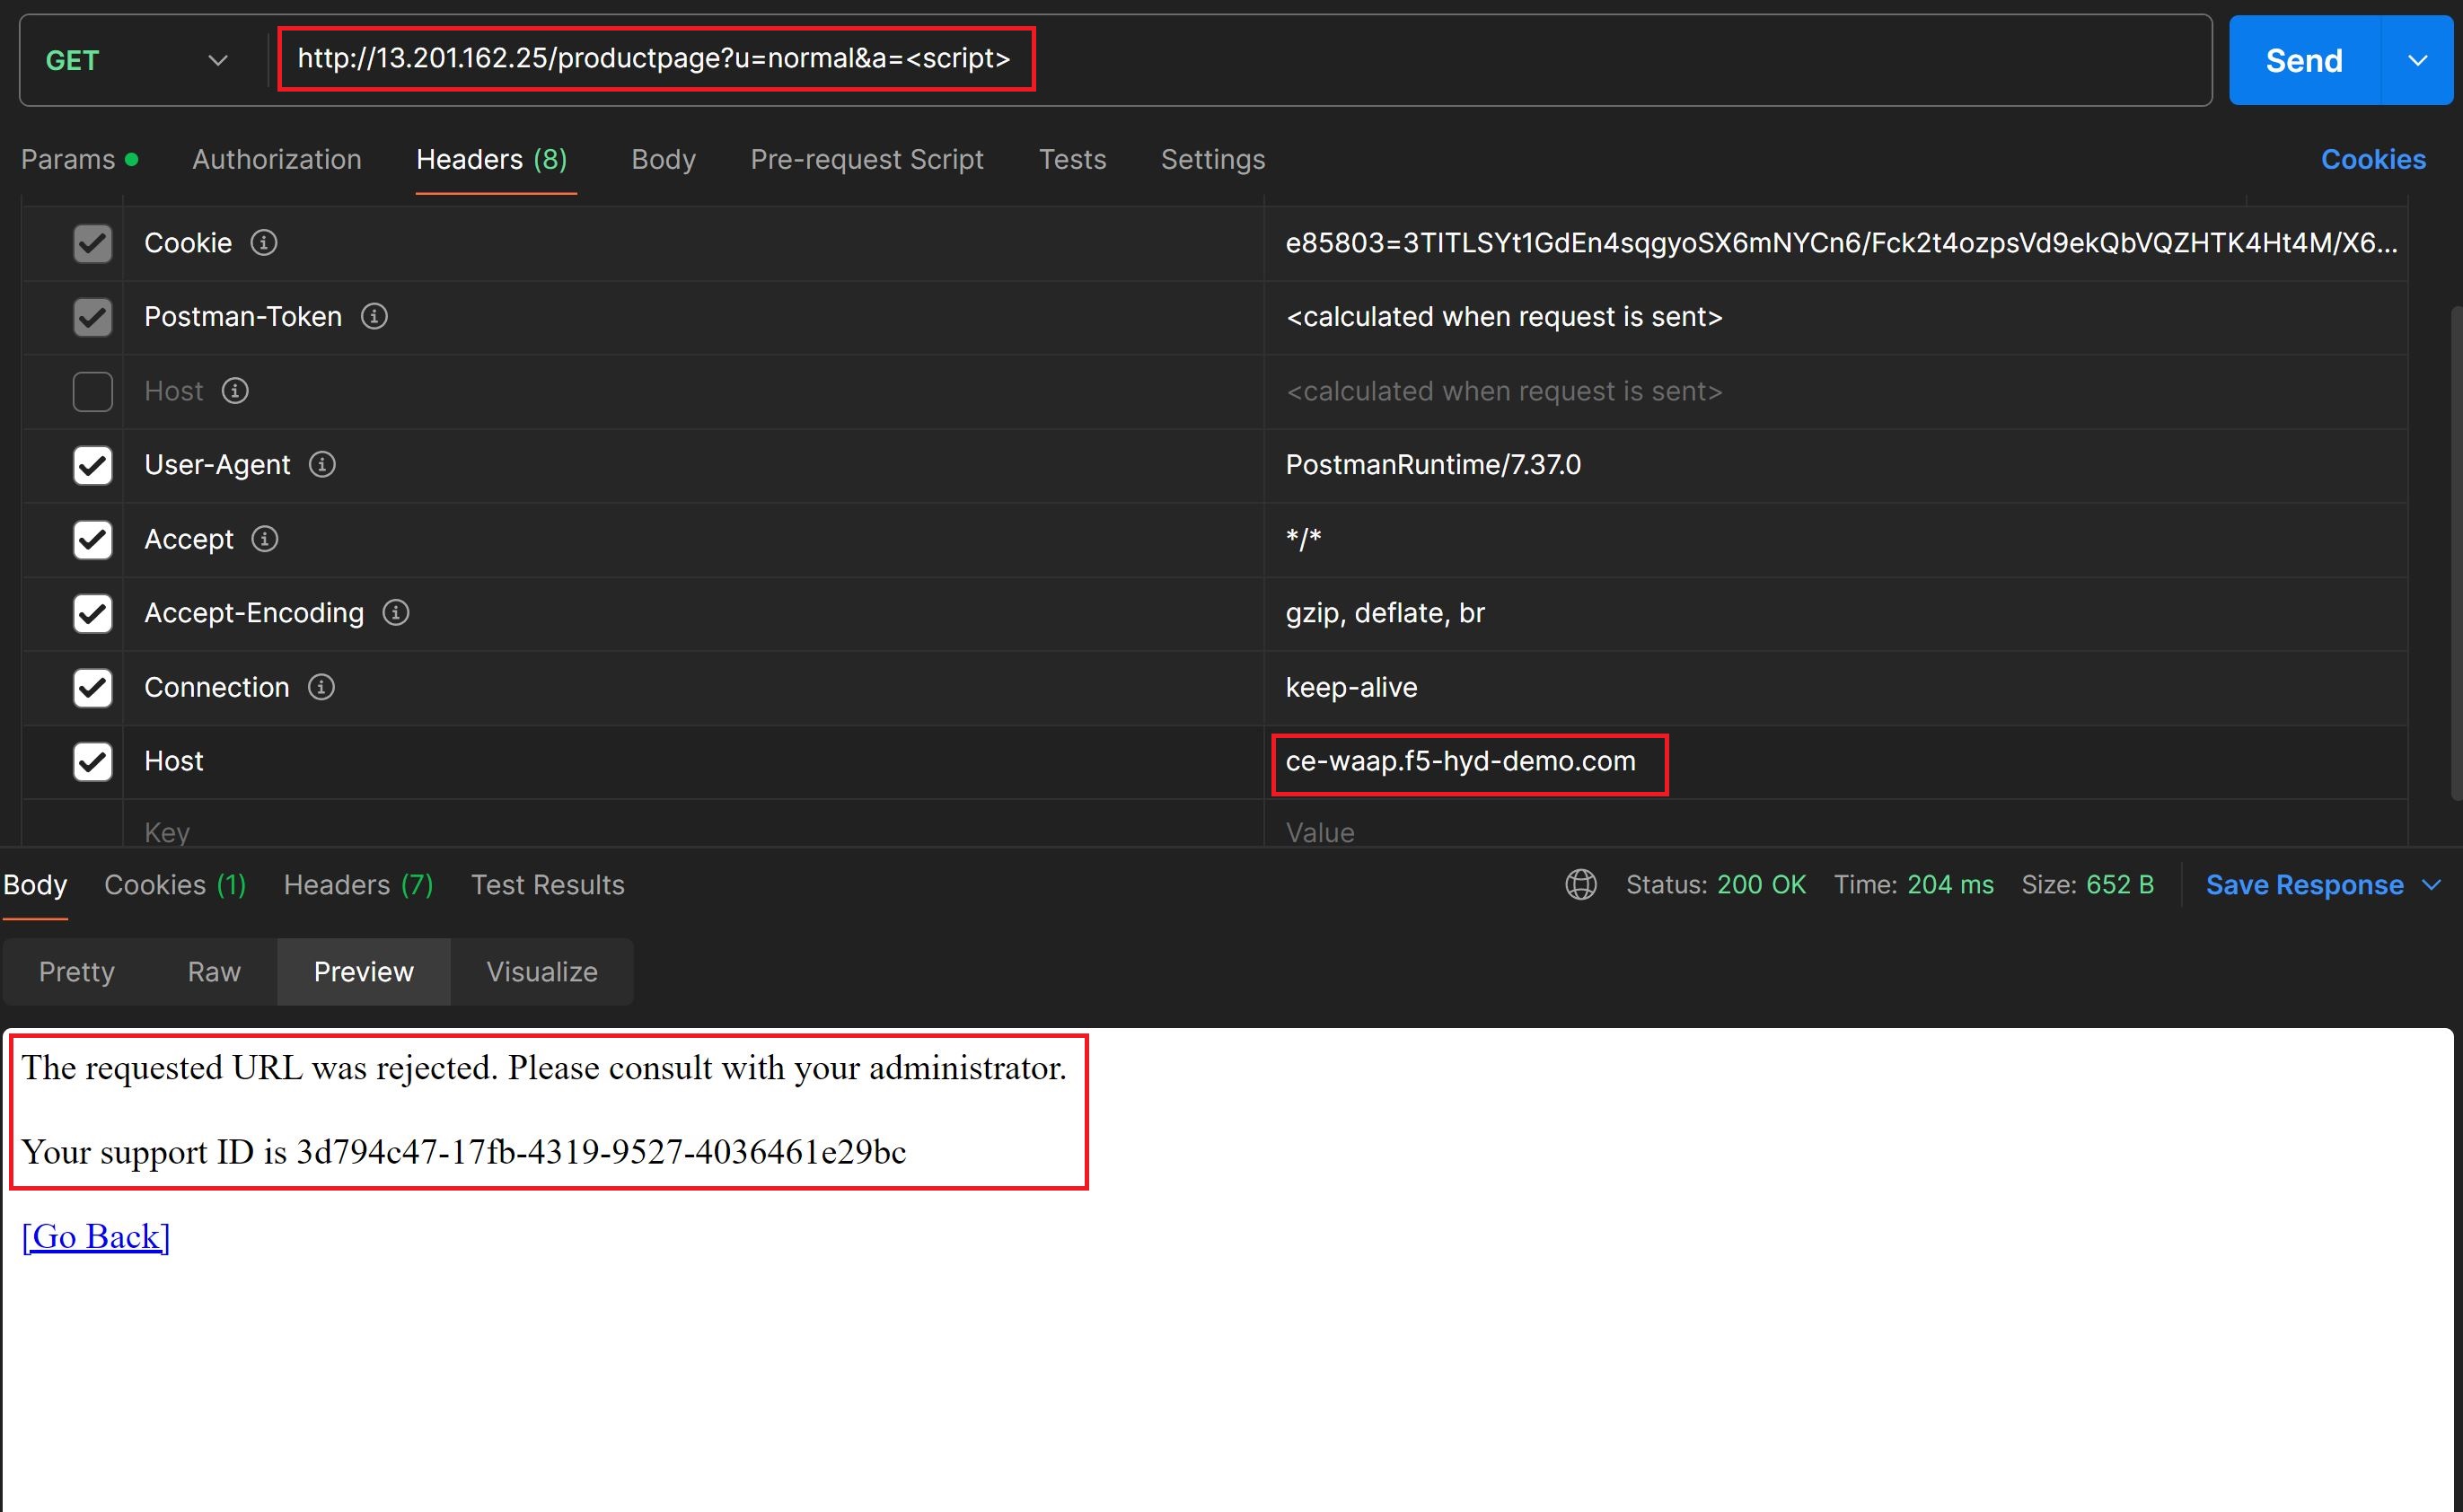 GET http://13.201.162.25/productpage?u=normal&a=<script> Send
Params Authorization Headers (8) Body Pre-request Script Tests Settings Cookies
Cookie e85803=3TITLSYt1GdEn4sqgyoSX6mNYCn6/Fck2t4ozpsVd9ekQbVQZHTK4Ht4M/X6...
Postman-Token <calculated when request is sent>
Host <calculated when request is sent>
User-Agent PostmanRuntime/7.37.0
Accept */*
Accept-Encoding gzip, deflate, br
Connection keep-alive
Host ce-waap.f5-hyd-demo.com
Key Value
Body Cookies (1) Headers (7) Test Results Status: 200 OK Time: 204 ms Size: 652 B Save Response
Pretty Raw Preview Visualize
The requested URL was rejected. Please consult with your administrator.
Your support ID is 3d794c47-17fb-4319-9527-4036461e29bc
[Go Back]